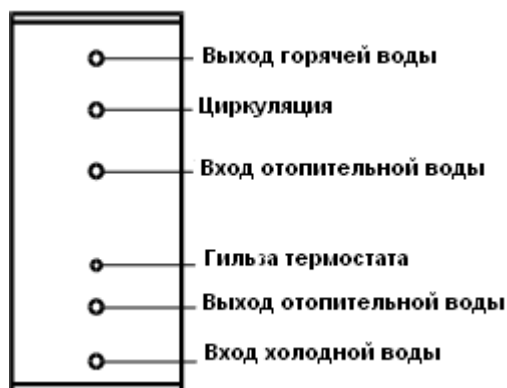 Выход горячей воды
Циркуляция
Вход отопительной воды
Гильза термостата
Выход отопительной воды
Вход холодной воды